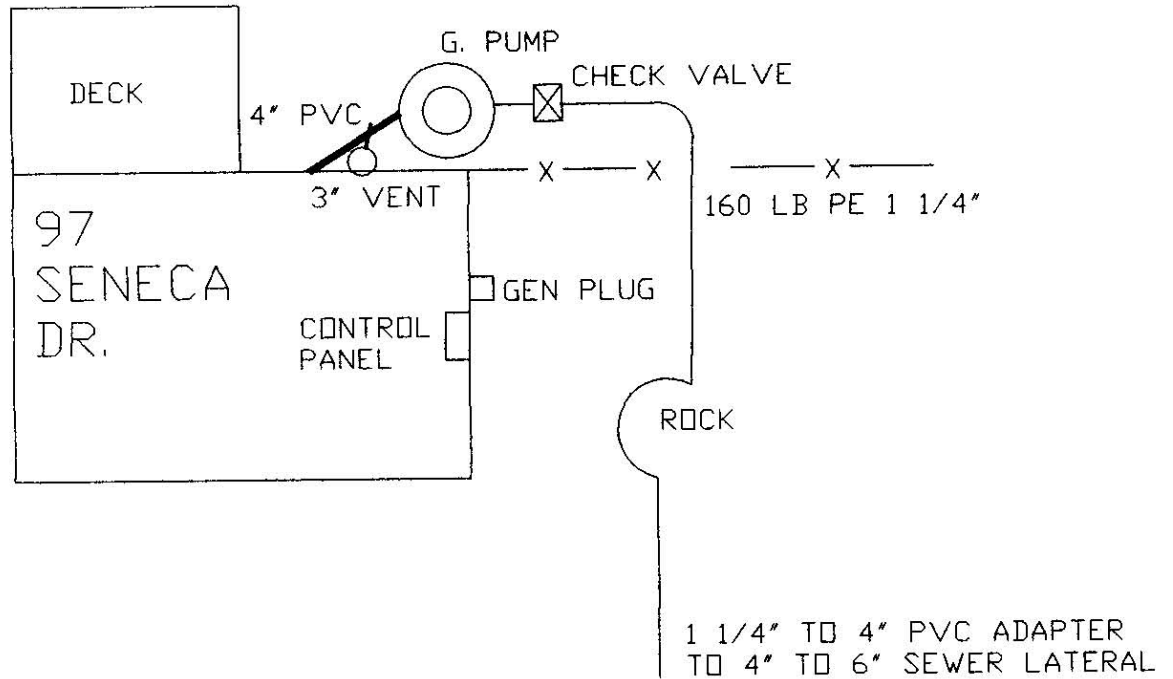 G. PUMP
DECK
CHECK VALVE
4" PVC
3" VENT
160 LB PE 1 1/4"
97
SENECA
DR.
GEN PLUG
CONTROL
PANEL
ROCK
1 1/4" TO 4" PVC ADAPTER
TO 4" TO 6" SEWER LATERAL